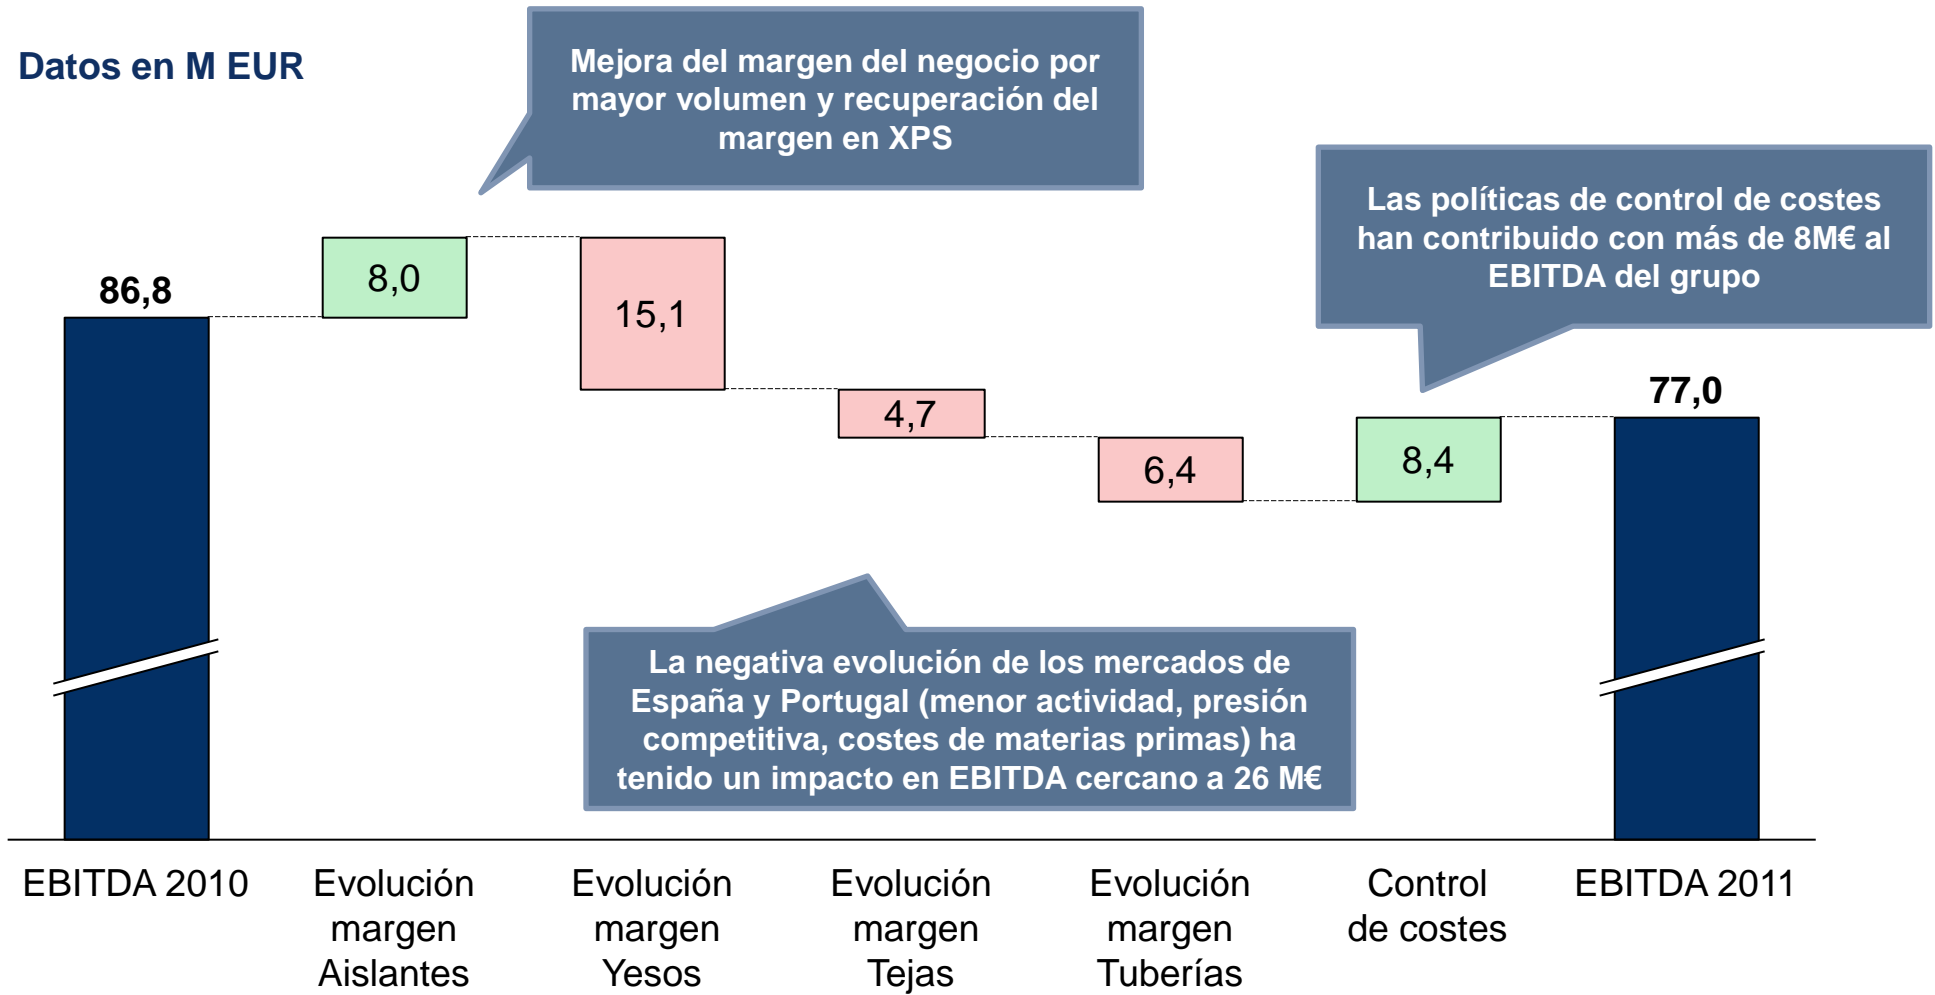 Datos en M EUR
Mejora del margen del negocio por
mayor volumen y recuperación del
margen en XPS
Las políticas de control de costes
han contribuido con más de 8M€ al
EBITDA del grupo
86,8
8,0
15,1
4,7
6,4
8,4
77,0
La negativa evolución de los mercados de
España y Portugal (menor actividad, presión
competitiva, costes de materias primas) ha
tenido un impacto en EBITDA cercano a 26 M€
EBITDA 2010
Evolución
margen
Aislantes
Evolución
margen
Yesos
Evolución
margen
Tejas
Evolución
margen
Tuberías
Control
de costes
EBITDA 2011